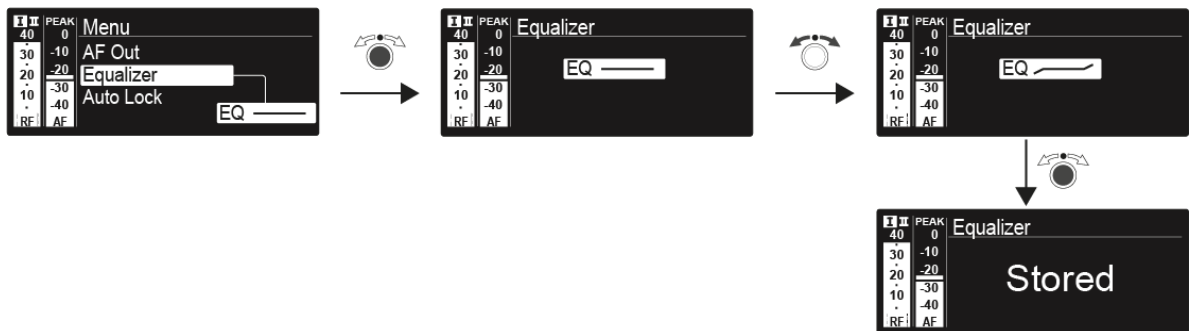 I II PEAK Menu
40 0
30 -10 AF Out
20 -20 Equalizer
10 -30 Auto Lock
-40 EQ
RF AF
I II PEAK Equalizer
40 0
30 -10
20 -20 EQ
10 -30
-40
RF AF
I II PEAK Equalizer
40 0
30 -10
20 -20 EQ
10 -30
-40
RF AF
I II PEAK Equalizer
40 0
30 -10
20 -20 Stored
10 -30
-40
RF AF